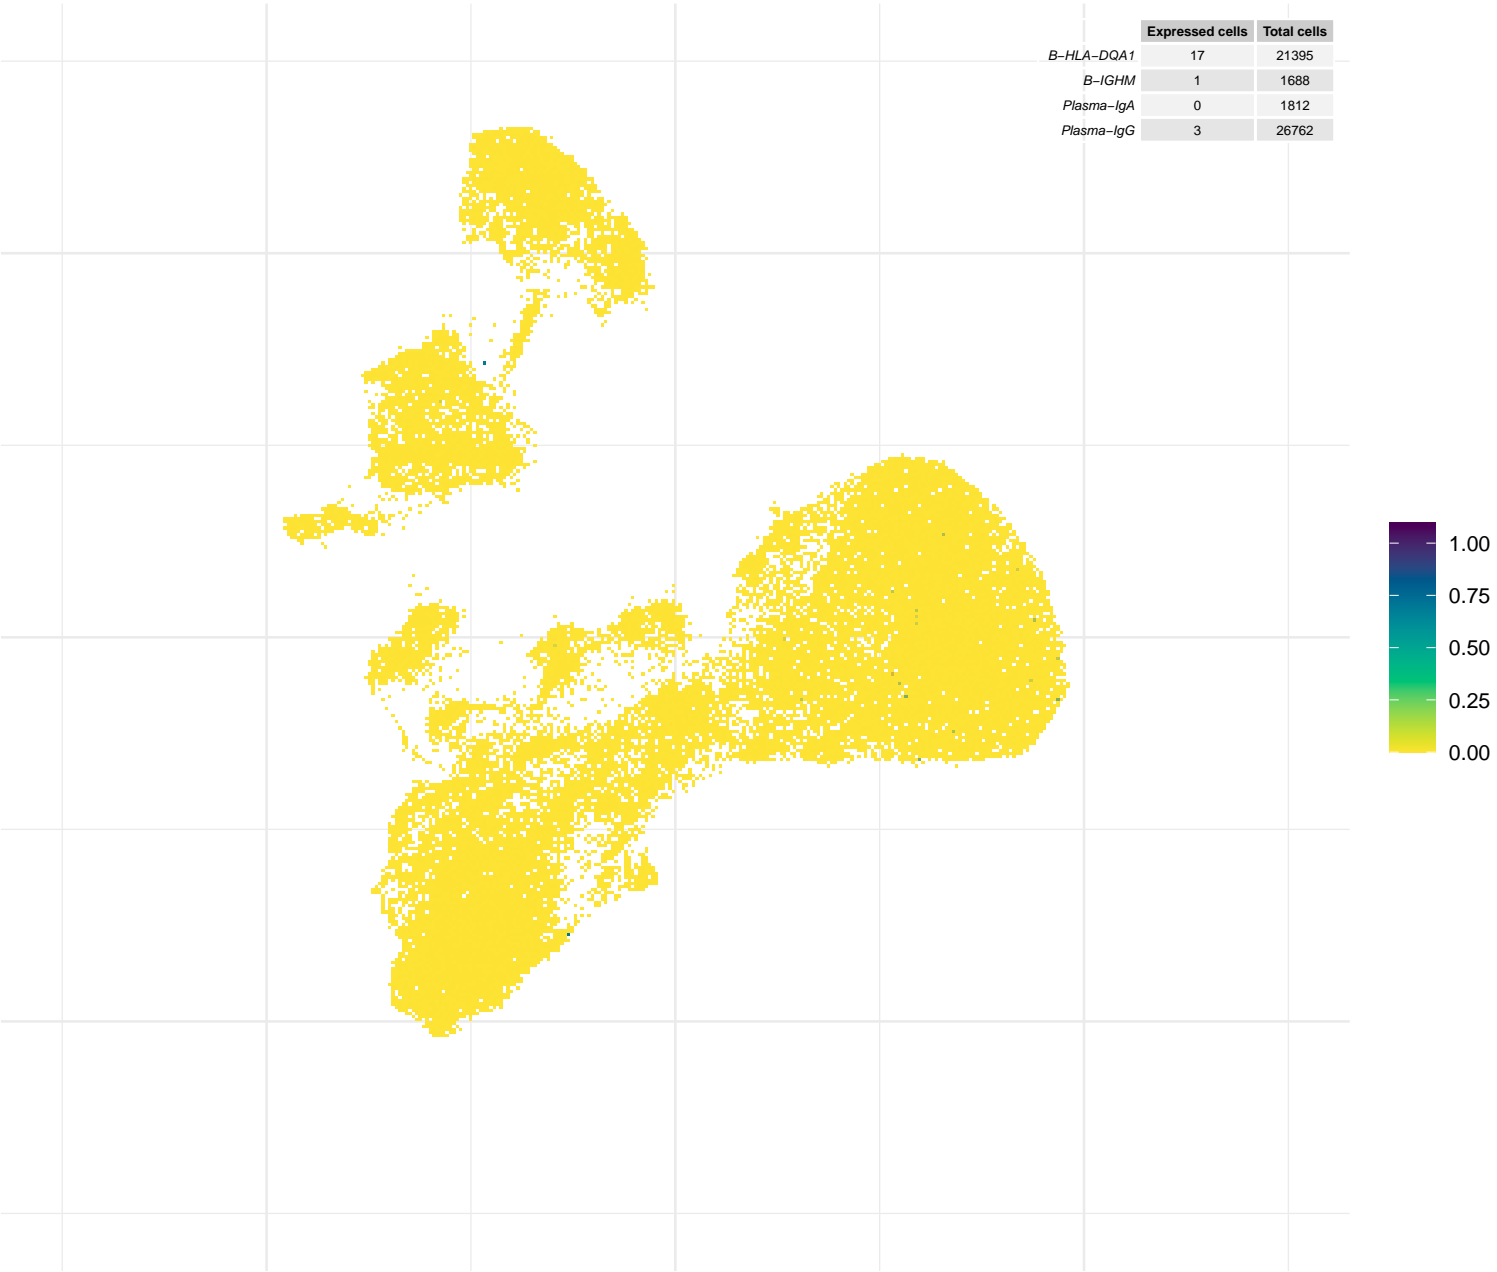 Expressed cells Total cells
B−HLA−DQA1 17 21395
B−IGHM 1 1688
Plasma−IgA 0 1812
Plasma−IgG 3 26762
1.00
0.75
0.50
0.25
0.00